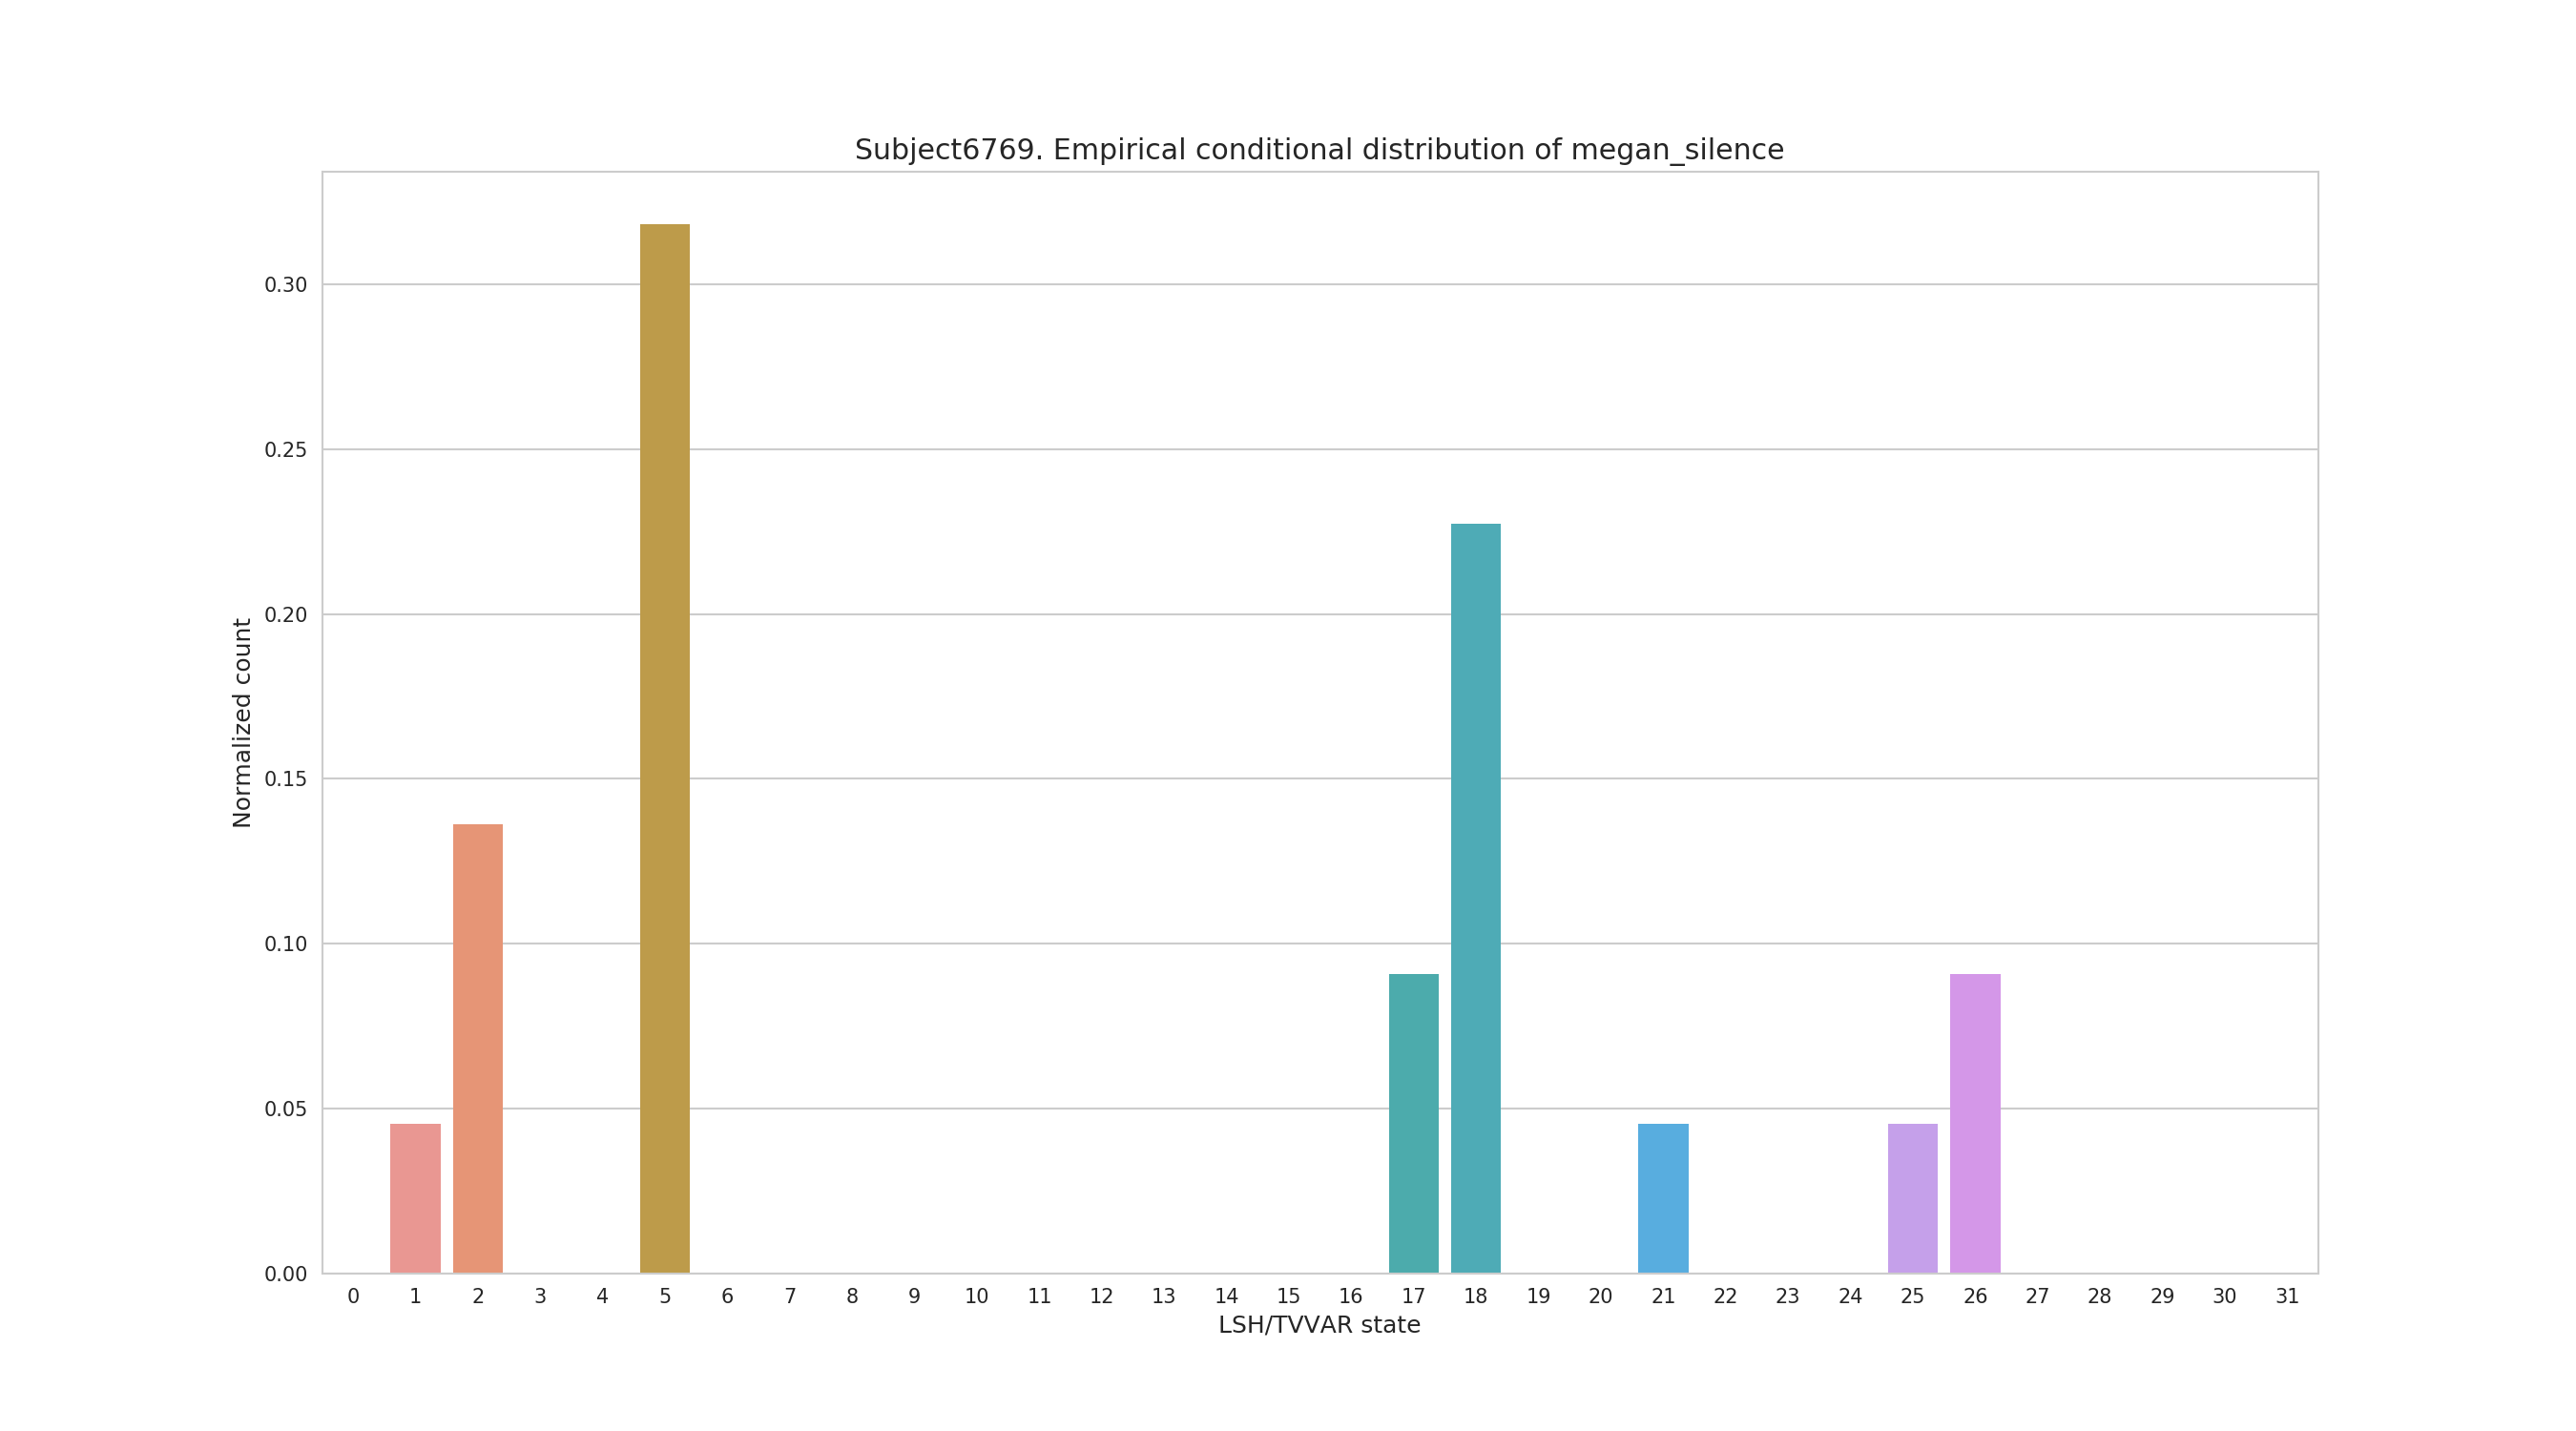 Subject6769. Empirical conditional distribution of megan_silence
0.30
0.25
0.20
0.15
0.10
0.05
0.00
Normalized count
0 1 2 3 4 5 6 7 8 9 10 11 12 13 14 15 16 17 18 19 20 21 22 23 24 25 26 27 28 29 30 31
LSH/TVVAR state